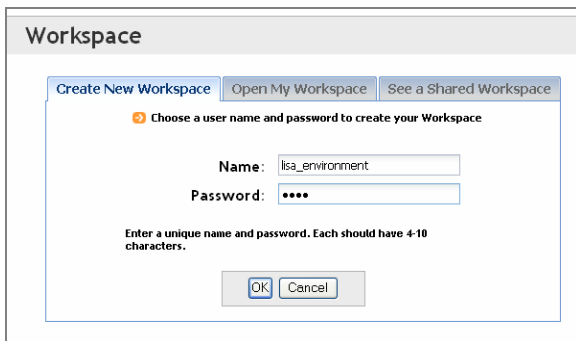 Workspace
Create New Workspace Open My Workspace See a Shared Workspace
Choose a user name and password to create your Workspace
Name: lisa_environment
Password: ••••
Enter a unique name and password. Each should have 4-10
characters.
OK Cancel